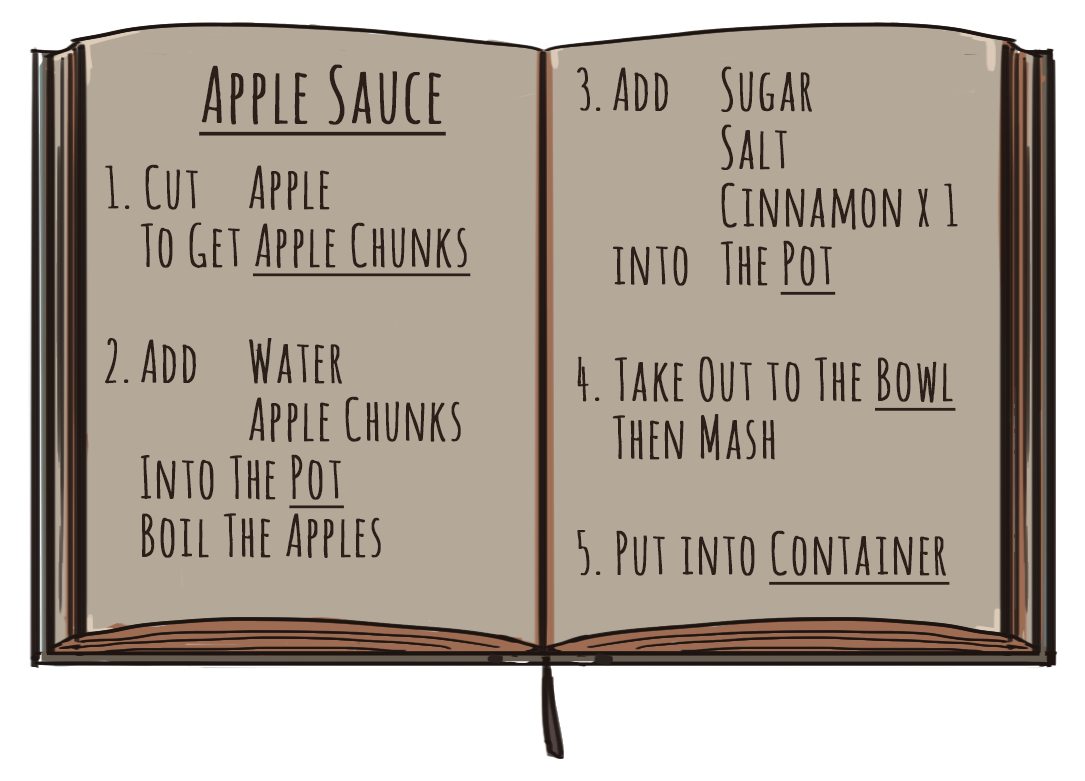 Apple Sauce
1. Cut Apple
To Get Apple Chunks
2. Add Water
Apple Chunks
Into The Pot
Boil The Apples
3. Add Sugar
Salt
Cinnamon x 1
into The Pot
4. Take Out to The Bowl
Then Mash
5. Put into Container